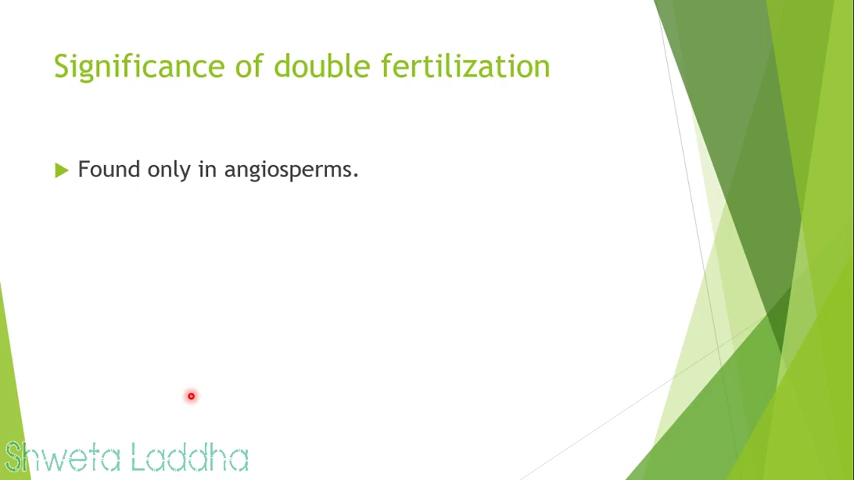 Significance of double fertilization
Found only in angiosperms.
Shweta Laddha